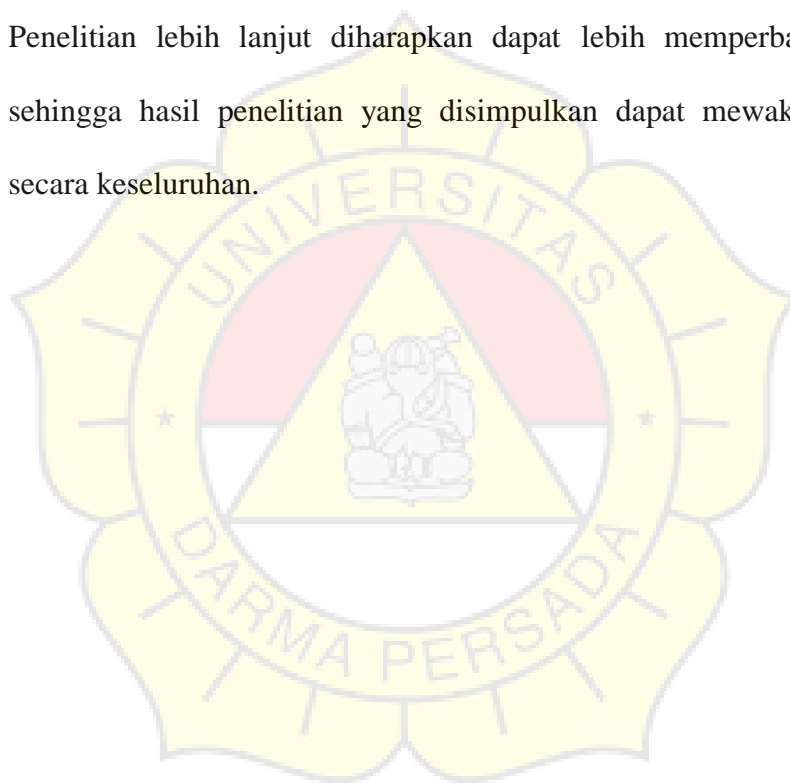 Penelitian lebih lanjut diharapkan dapat lebih memperba
sehingga hasil penelitian yang disimpulkan dapat mewak
secara keseluruhan.
UNIVERSITAS
DARMA PERSADA